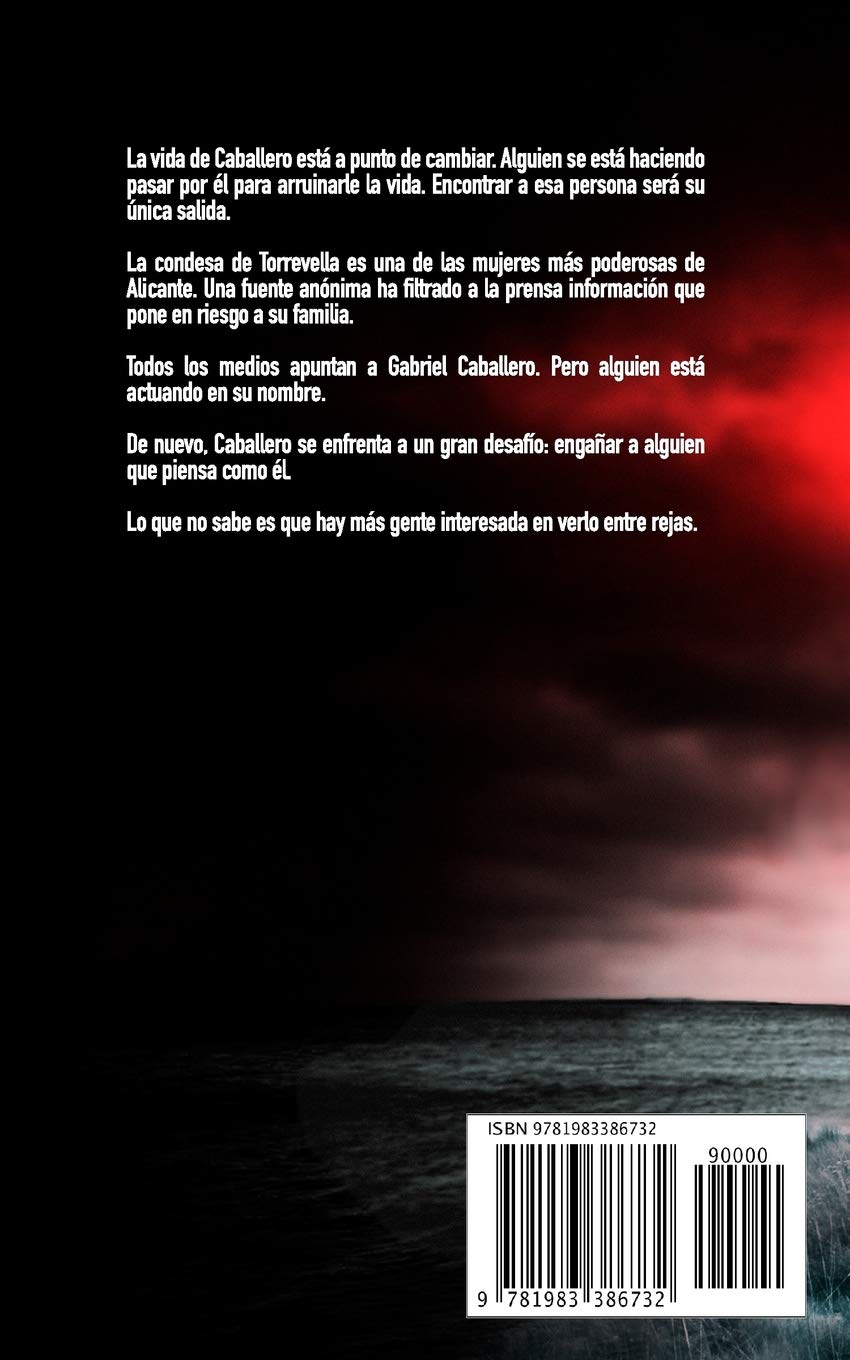 La vida de Caballero está a punto de cambiar. Alguien se está haciendo
pasar por él para arruinarle la vida. Encontrar a esa persona será su
única salida.
La condesa de Torrevella es una de las mujeres más poderosas de
Alicante. Una fuente anónima ha filtrado a la prensa información que
pone en riesgo a su familia.
Todos los medios apuntan a Gabriel Caballero. Pero alguien está
actuando en su nombre.
De nuevo, Caballero se enfrenta a un gran desafío: engañar a alguien
que piensa como él.
Lo que no sabe es que hay más gente interesada en verlo entre rejas.
ISBN 9781983386732
90000
9 781983 386732